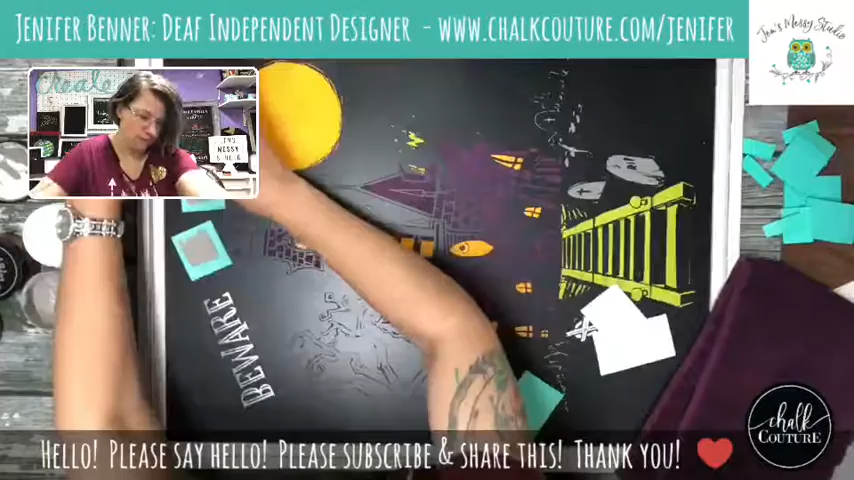 JENIFER BENNER: DEAF INDEPENDENT DESIGNER - WWW.CHALKCOUTURE.COM/JENIFER
Jen's Messy Studio
Create
JEN'S
MESSY
STUDIO
BEWARE
chalk
COUTURE
HELLO! PLEASE SAY HELLO! PLEASE SUBSCRIBE & SHARE THIS! THANK YOU!